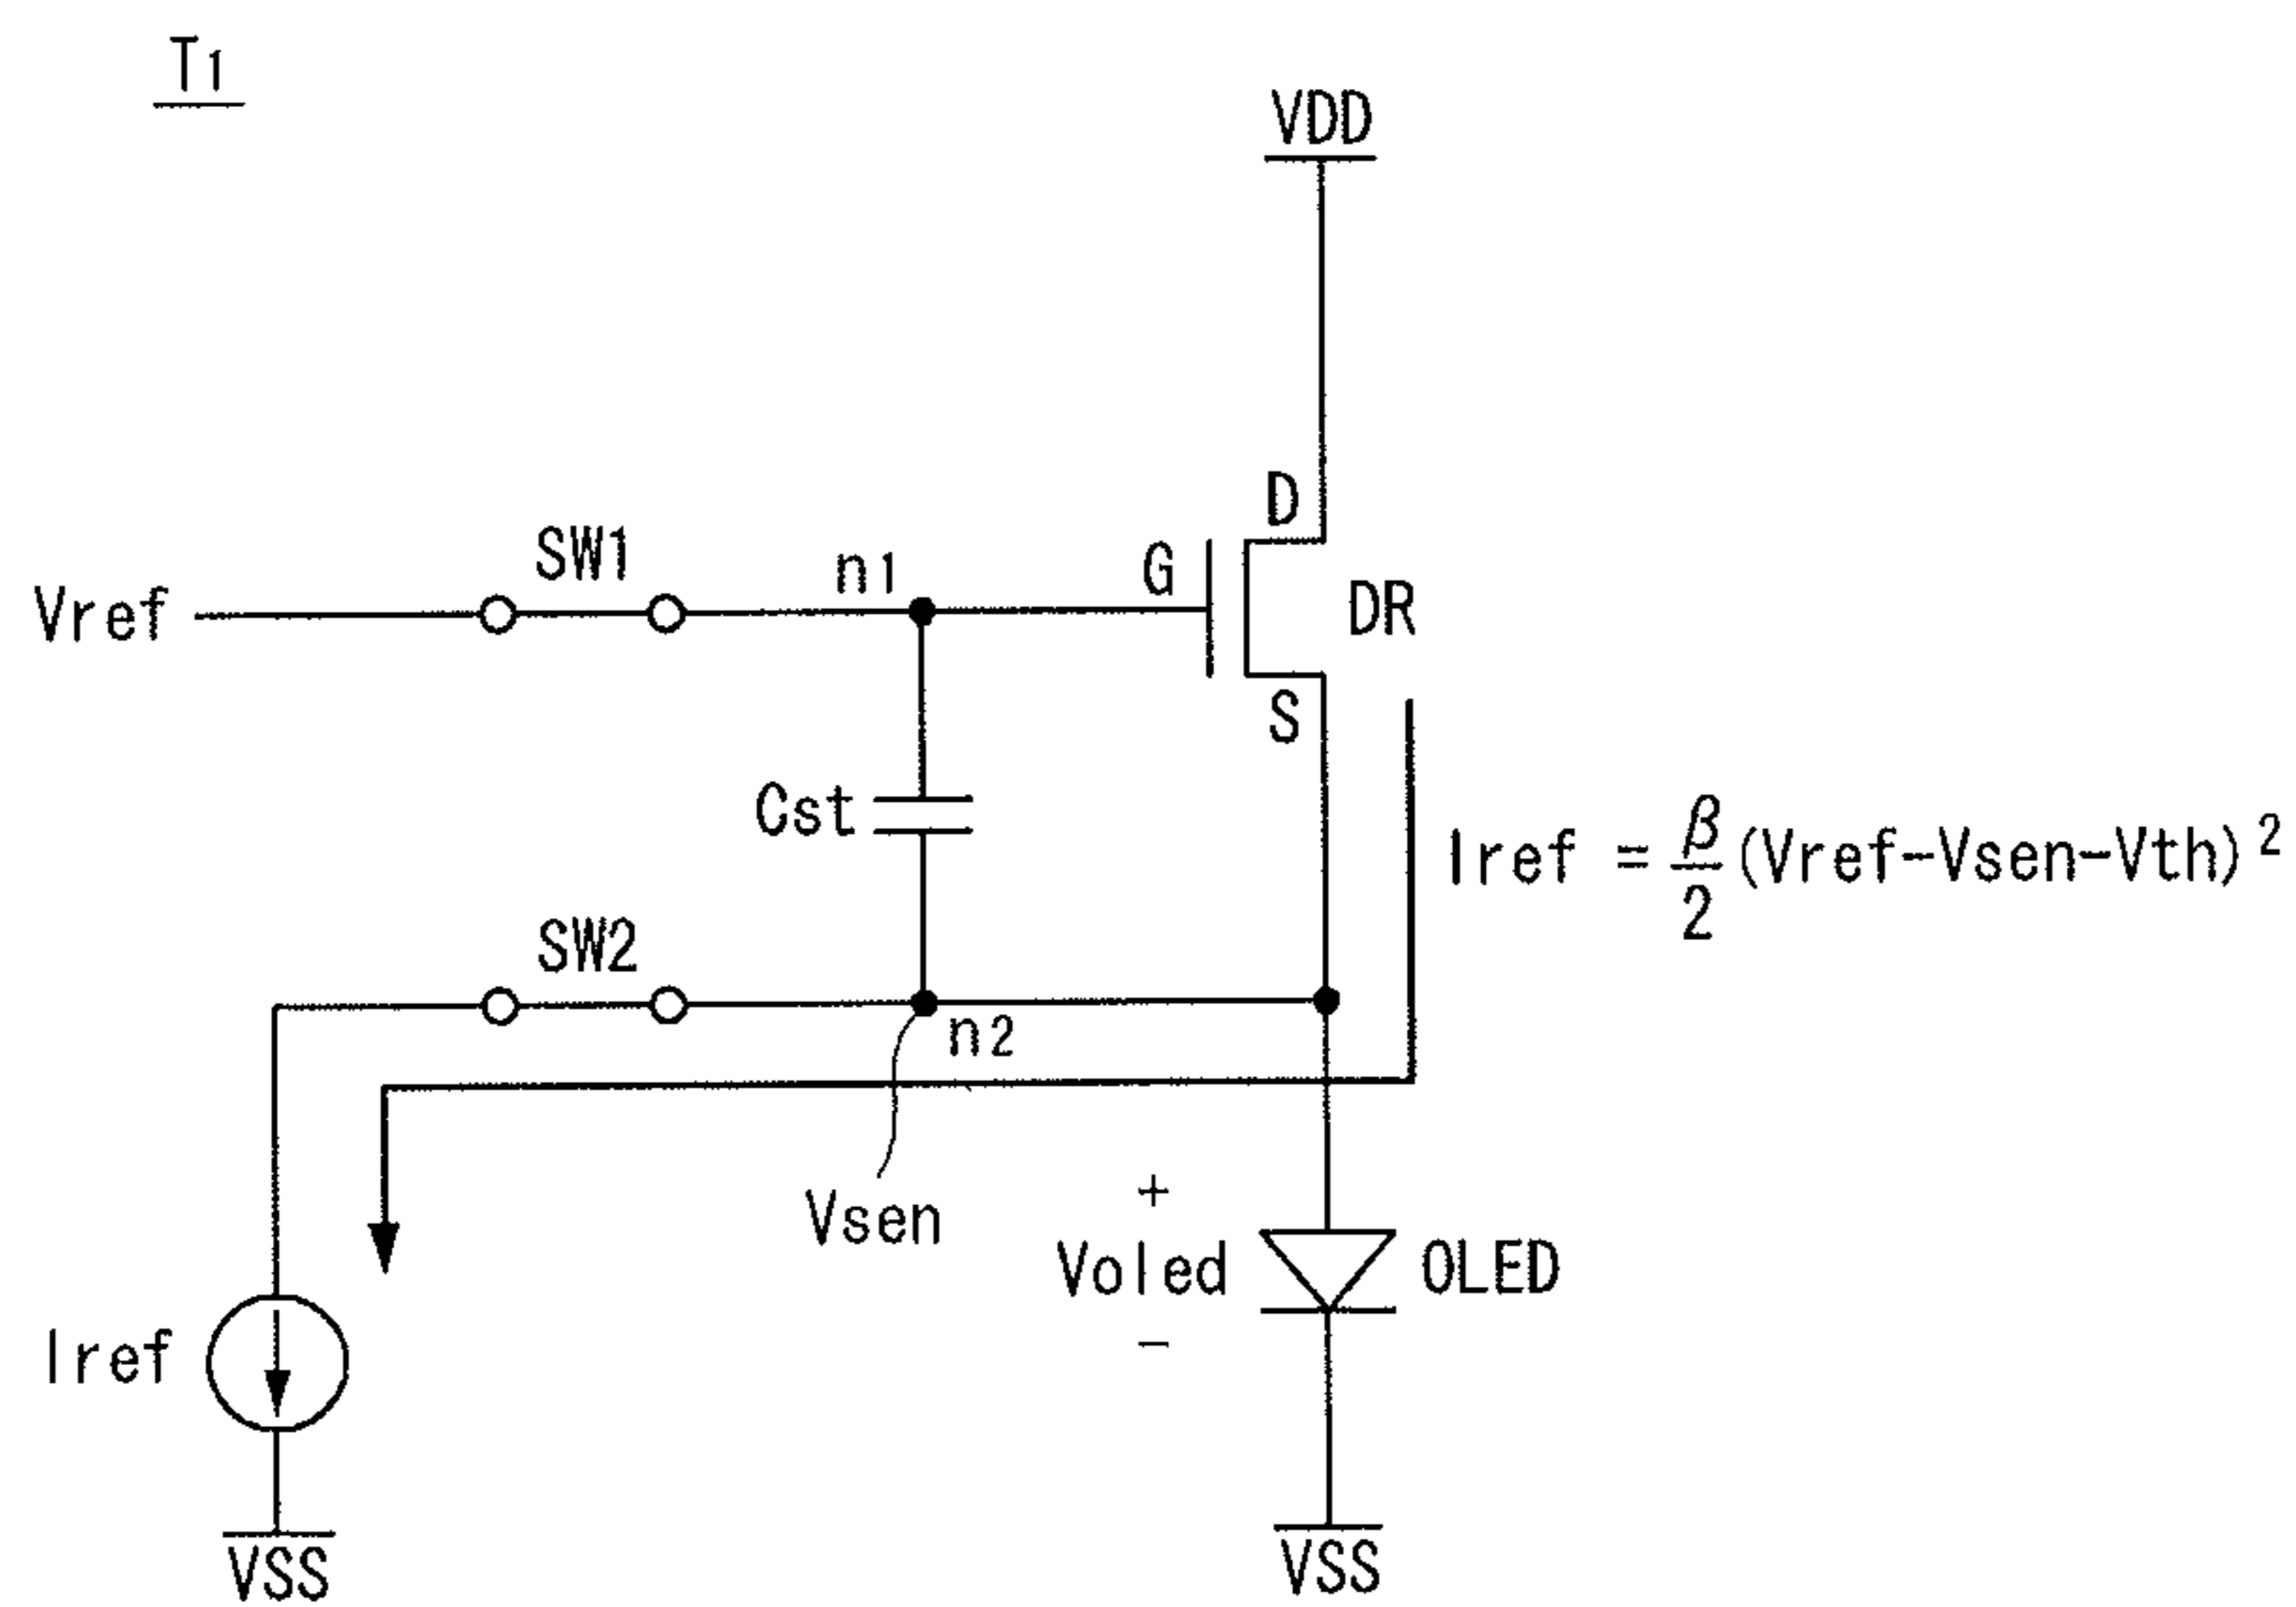 T1
VDD
D
SW1
n1
G
DR
Vref
S
Cst
Iref = β/2 (Vref-Vsen-Vth)²
SW2
n2
Vsen
+
Voled
-
OLED
Iref
VSS
VSS